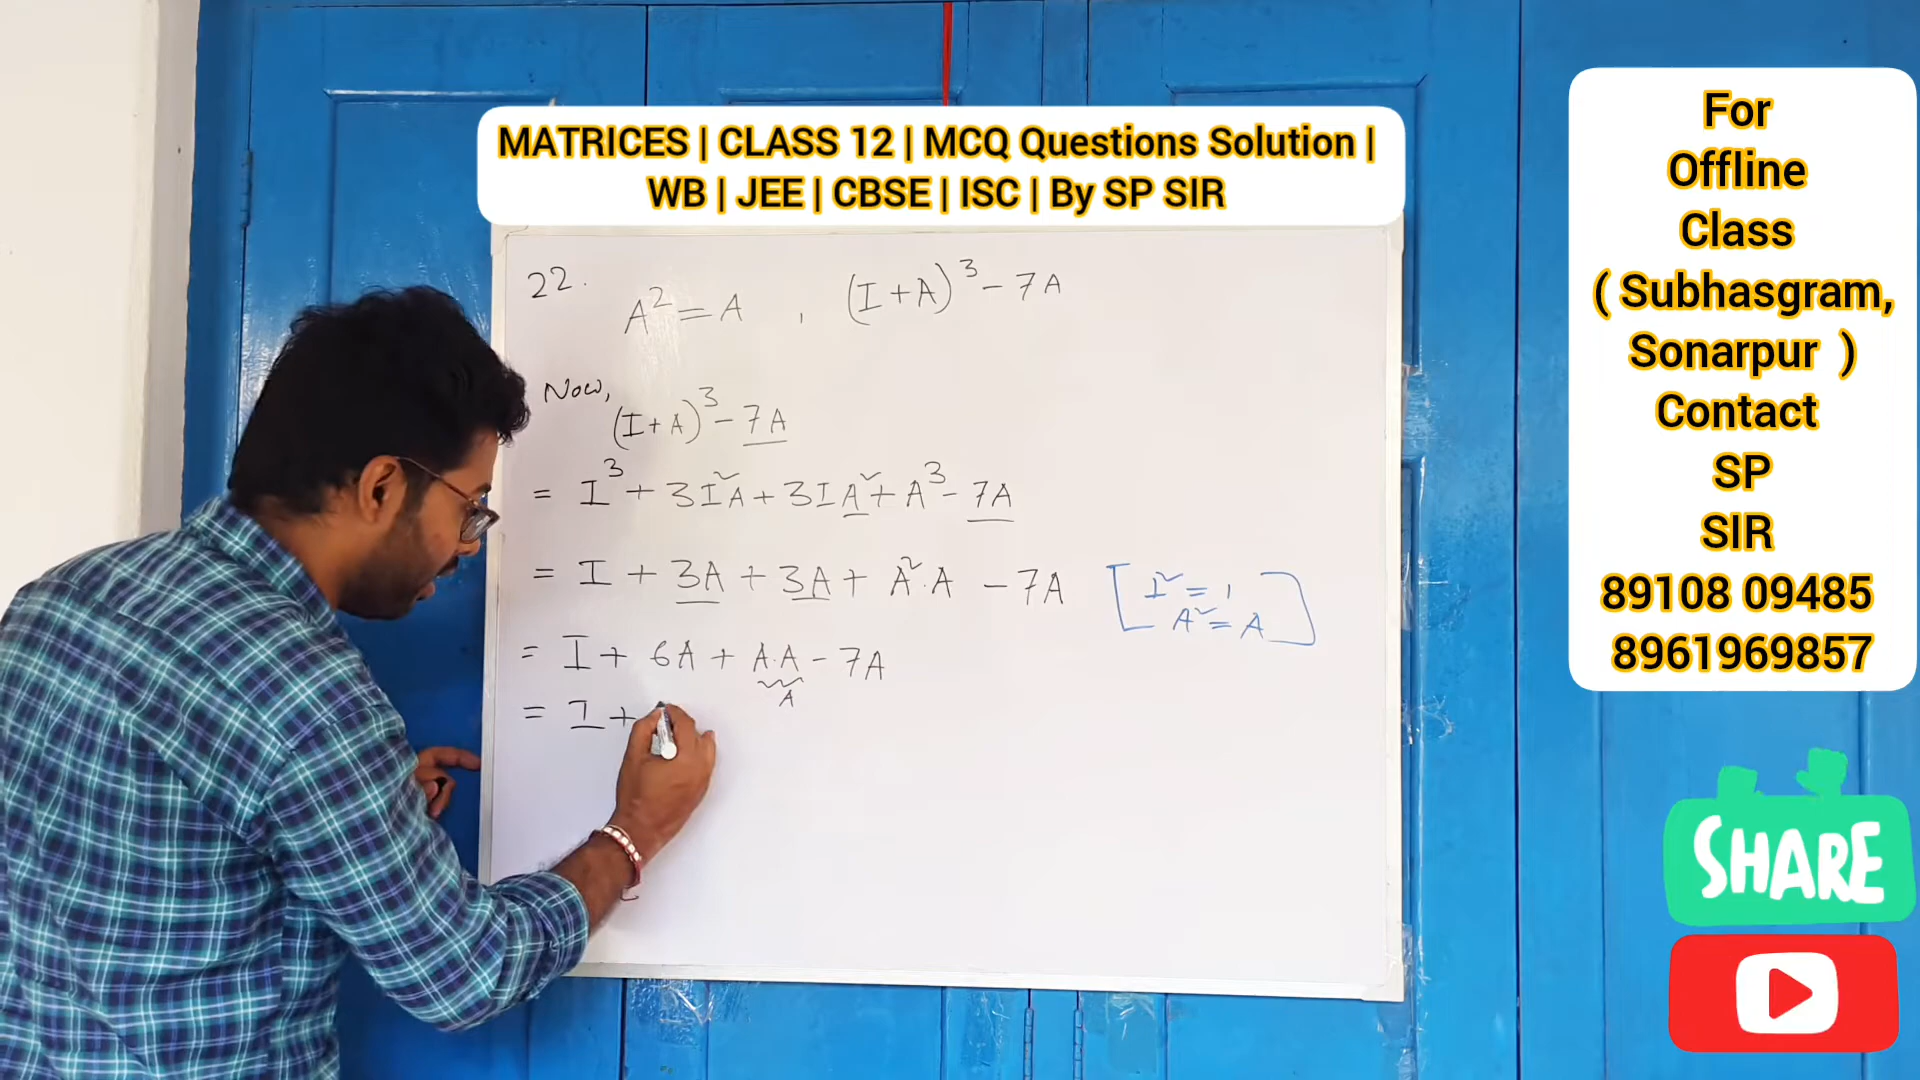 MATRICES | CLASS 12 | MCQ Questions Solution |
WB | JEE | CBSE | ISC | By SP SIR
22.
A² = A , (I + A)³ - 7A
Now,
(I + A)³ - 7A
= I³ + 3I²A + 3IA² + A³ - 7A
= I + 3A + 3A + A².A - 7A
[I² = 1
A² = A]
= I + 6A + A.A - 7A
A
= I +
For
Offline
Class
( Subhasgram,
Sonarpur )
Contact
SP
SIR
89108 09485
8961969857
SHARE